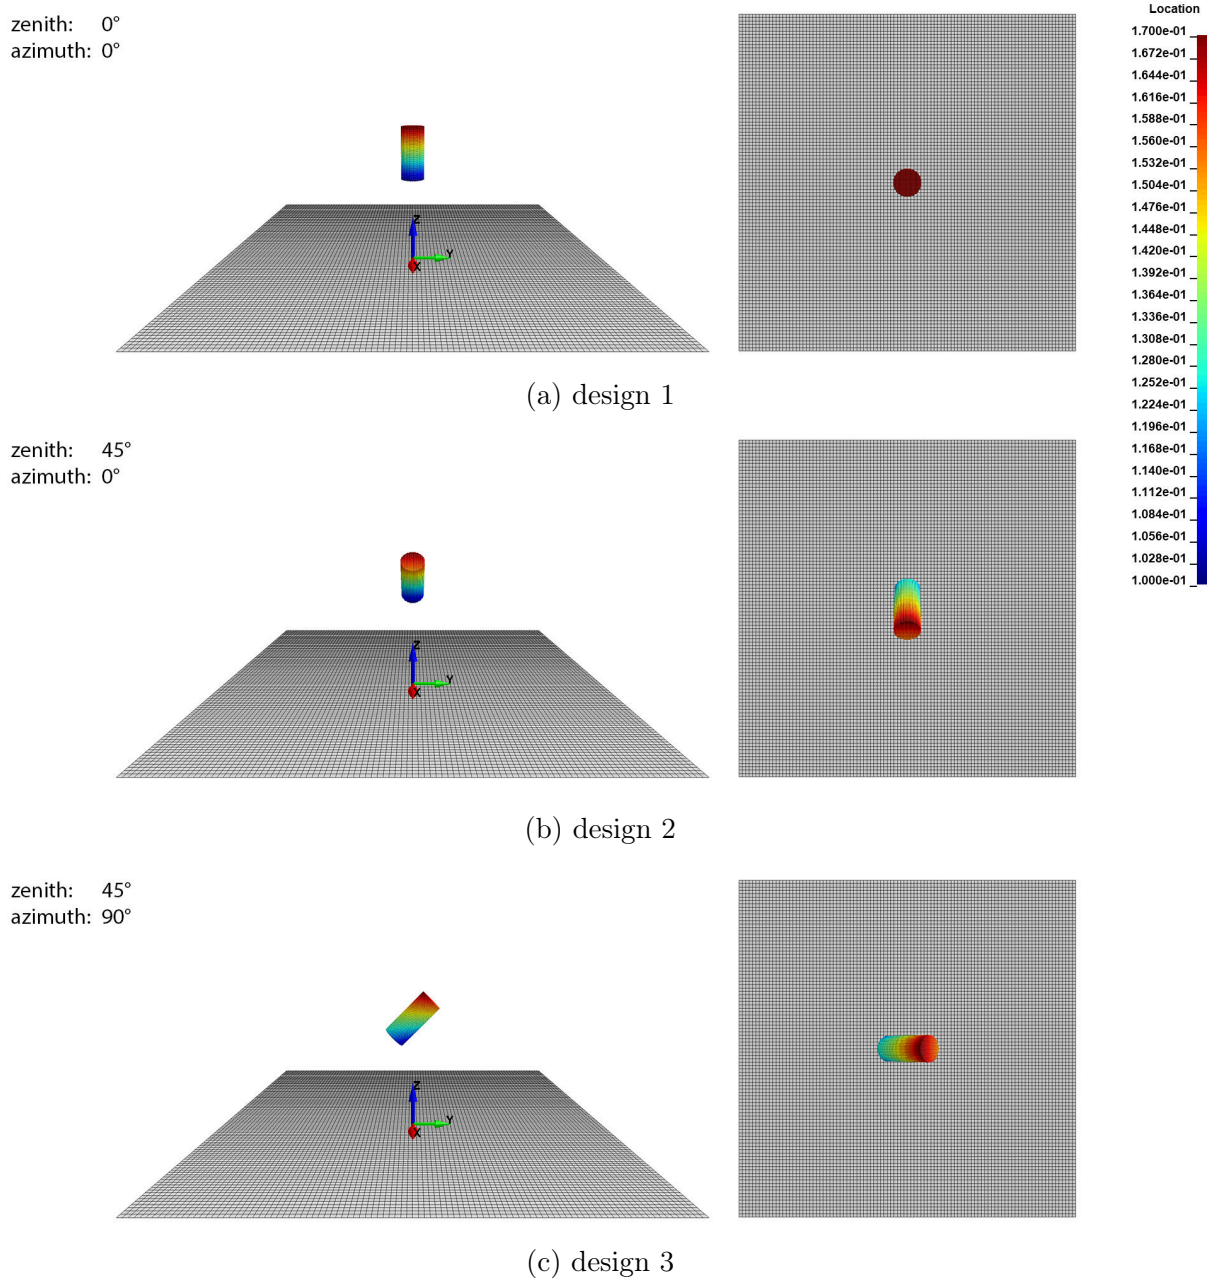 zenith: 0°
azimuth: 0°
Z
Y
X
Location
1.700e-01
1.672e-01
1.644e-01
1.616e-01
1.588e-01
1.560e-01
1.532e-01
1.504e-01
1.476e-01
1.448e-01
1.420e-01
1.392e-01
1.364e-01
1.336e-01
1.308e-01
1.280e-01
1.252e-01
1.224e-01
1.196e-01
1.168e-01
1.140e-01
1.112e-01
1.084e-01
1.056e-01
1.028e-01
1.000e-01
(a) design 1
zenith: 45°
azimuth: 0°
Z
Y
X
(b) design 2
zenith: 45°
azimuth: 90°
Z
Y
X
(c) design 3